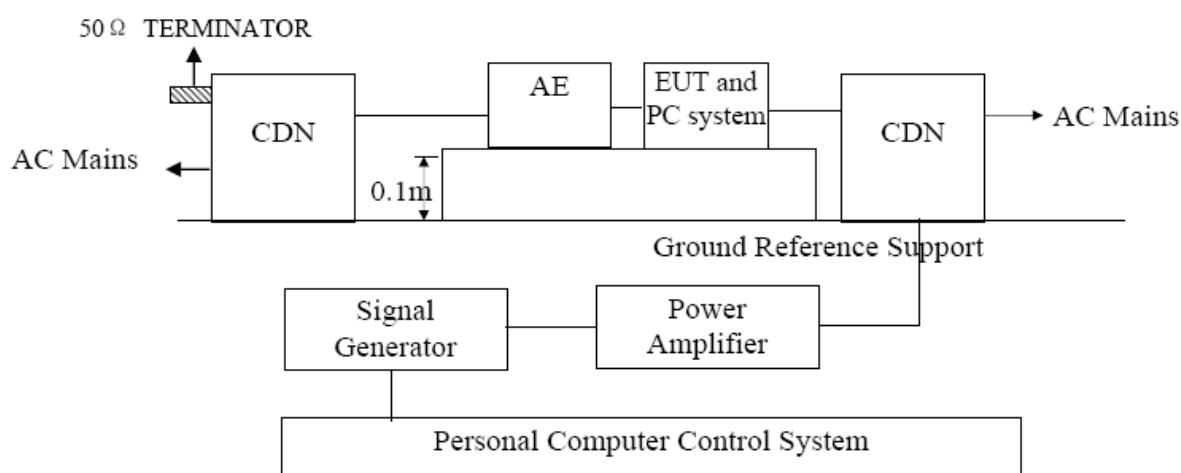 50Ω TERMINATOR
AE
EUT and
PC system
CDN
CDN
AC Mains
AC Mains
0.1m
Ground Reference Support
Signal
Generator
Power
Amplifier
Personal Computer Control System